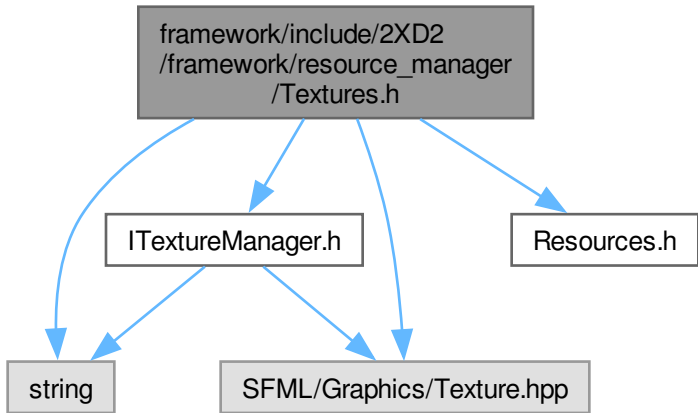 framework/include/2XD2
/framework/resource_manager
/Textures.h
ITextureManager.h
Resources.h
string
SFML/Graphics/Texture.hpp